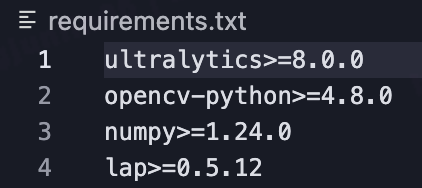 requirements.txt
1 ultralytics>=8.0.0
2 opencv-python>=4.8.0
3 numpy>=1.24.0
4 lap>=0.5.12